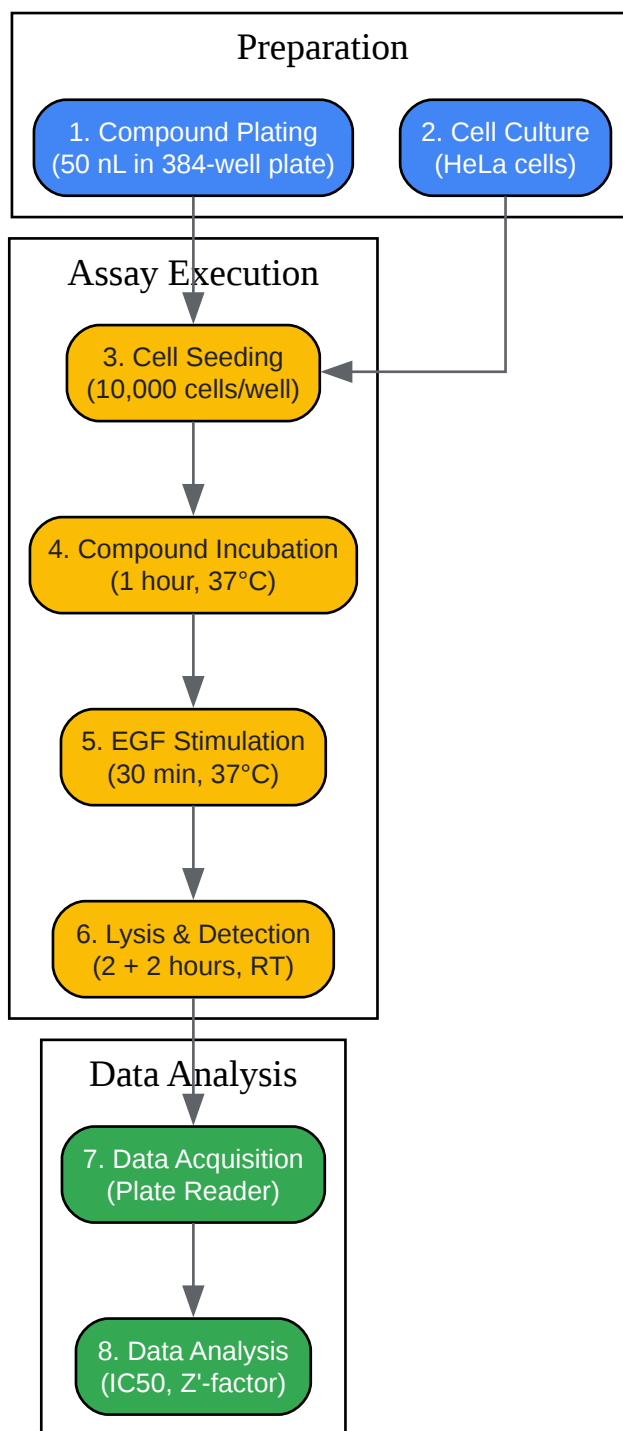 Preparation
1. Compound Plating
(50 nL in 384-well plate)
2. Cell Culture
(HeLa cells)
Assay Execution
3. Cell Seeding
(10,000 cells/well)
4. Compound Incubation
(1 hour, 37°C)
5. EGF Stimulation
(30 min, 37°C)
6. Lysis & Detection
(2 + 2 hours, RT)
Data Analysis
7. Data Acquisition
(Plate Reader)
8. Data Analysis
(IC50, Z'-factor)